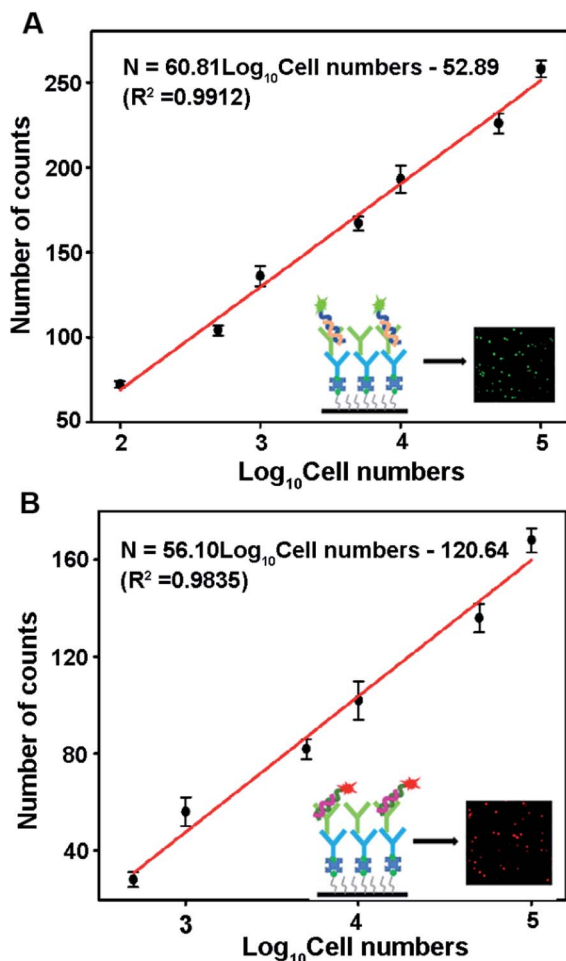 A
N = 60.81Log₁₀Cell numbers - 52.89
(R² =0.9912)
Number of counts
250
200
150
100
50
2 3 4 5
Log₁₀Cell numbers
B
N = 56.10Log₁₀Cell numbers - 120.64
(R² =0.9835)
Number of counts
160
120
80
40
3 4 5
Log₁₀Cell numbers